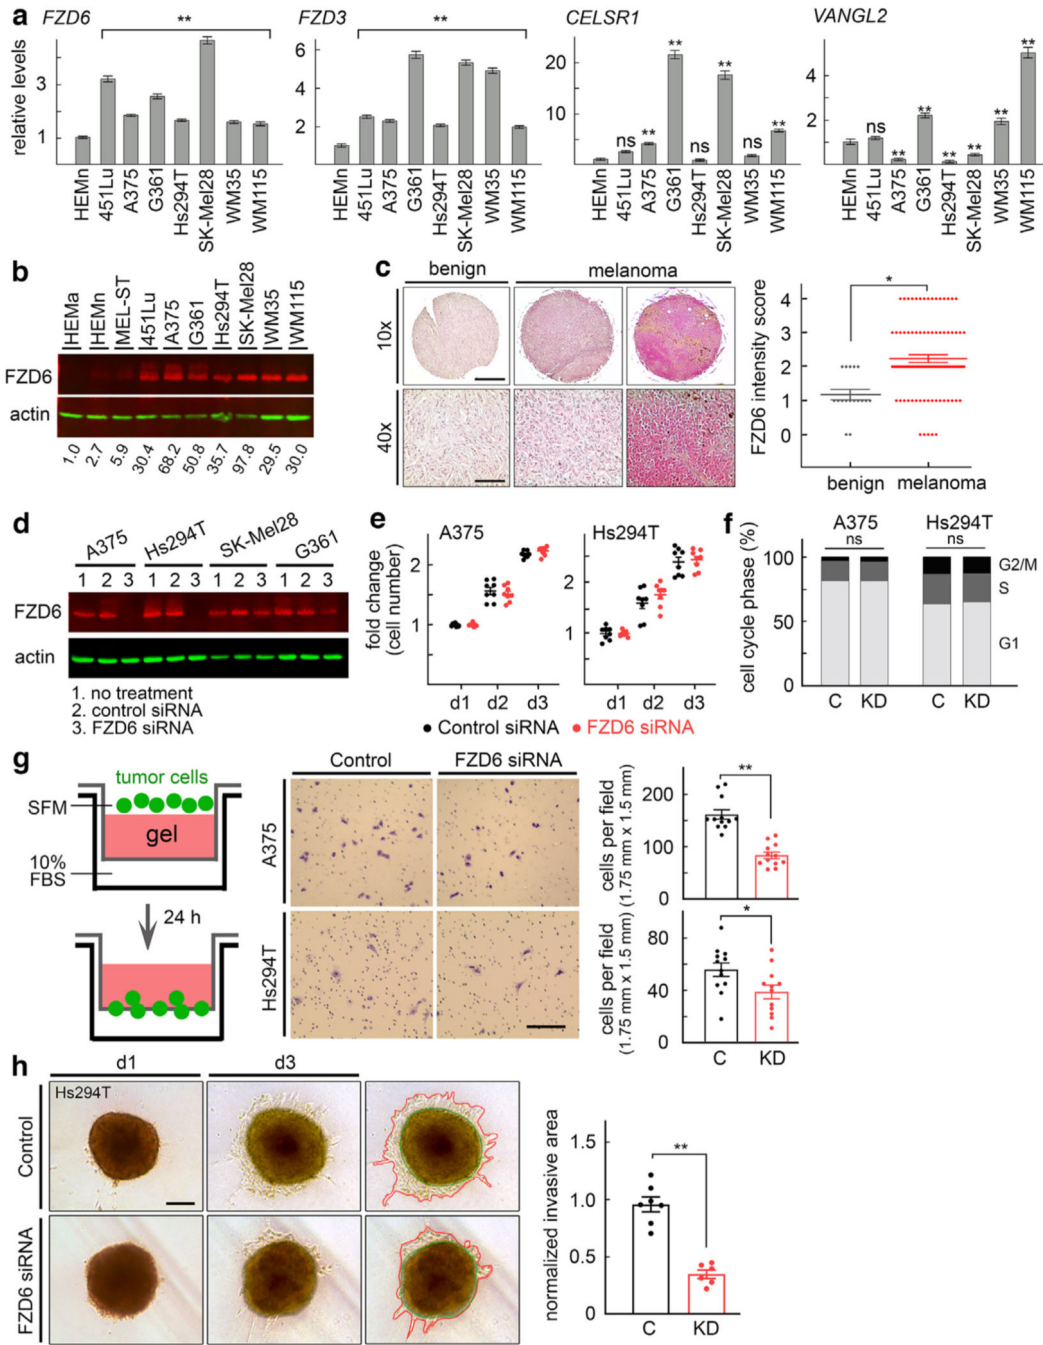 a
FZD6
FZD3
CELSR1
VANGL2
relative levels
**
3
1
**
6
4
2
20
10
0
ns
**
**
ns
**
ns
**
4
2
ns
**
**
**
**
**
**
HEMn
451Lu
A375
G361
Hs294T
SK-Mel28
WM35
WM115
HEMn
451Lu
A375
G361
Hs294T
SK-Mel28
WM35
WM115
HEMn
451Lu
A375
G361
Hs294T
SK-Mel28
WM35
WM115
HEMn
451Lu
A375
G361
Hs294T
SK-Mel28
WM35
WM115
b
HEMa
HEMn
MEL-ST
451Lu
A375
G361
Hs294T
SK-Mel28
WM35
WM115
FZD6
actin
1.0
2.7
5.9
30.4
68.2
50.8
35.7
97.8
29.5
30.0
c
benign
melanoma
10x
40x
FZD6 intensity score
4
3
2
1
0
*
benign
melanoma
d
A375
Hs294T
SK-Mel28
G361
1 2 3 1 2 3 1 2 3 1 2 3
FZD6
actin
1. no treatment
2. control siRNA
3. FZD6 siRNA
e
A375
Hs294T
fold change
(cell number)
2
1
2
1
d1 d2 d3
d1 d2 d3
Control siRNA
FZD6 siRNA
f
A375
Hs294T
ns
ns
cell cycle phase (%)
100
50
0
G2/M
S
G1
C KD C KD
g
tumor cells
SFM
gel
10%
FBS
24 h
Control
FZD6 siRNA
A375
Hs294T
cells per field
(1.75 mm x 1.5 mm)
200
100
0
**
cells per field
(1.75 mm x 1.5 mm)
80
40
0
*
C KD
h
d1
d3
Hs294T
Control
FZD6 siRNA
normalized invasive area
1.5
1.0
0.5
0
**
C KD